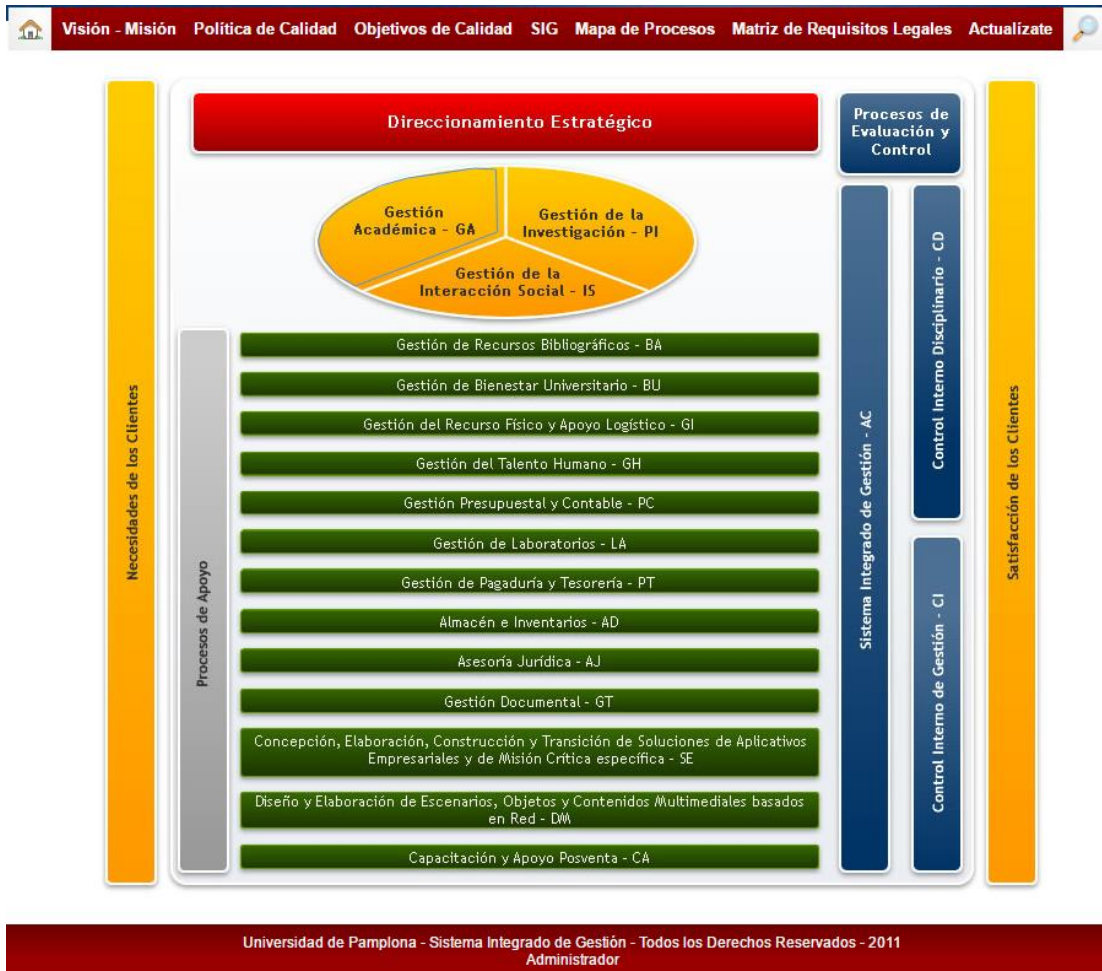 Visión - Misión Política de Calidad Objetivos de Calidad SIG Mapa de Procesos Matriz de Requisitos Legales Actualízate
Direccionamiento Estratégico
Procesos de
Evaluación y
Control
Gestión
Académica - GA
Gestión de la
Investigación - PI
Gestión de la
Interacción Social - IS
Necesidades de los Clientes
Procesos de Apoyo
Gestión de Recursos Bibliográficos - BA
Gestión de Bienestar Universitario - BU
Gestión del Recurso Físico y Apoyo Logístico - GI
Gestión del Talento Humano - GH
Gestión Presupuestal y Contable - PC
Gestión de Laboratorios - LA
Gestión de Pagaduría y Tesorería - PT
Almacén e Inventarios - AD
Asesoría Jurídica - AJ
Gestión Documental - GT
Concepción, Elaboración, Construcción y Transición de Soluciones de Aplicativos
Empresariales y de Misión Crítica específica - SE
Diseño y Elaboración de Escenarios, Objetos y Contenidos Multimediales basados
en Red - DM
Capacitación y Apoyo Posventa - CA
Sistema Integrado de Gestión - AC
Control Interno Disciplinario - CD
Control Interno de Gestión - CI
Satisfacción de los Clientes
Universidad de Pamplona - Sistema Integrado de Gestión - Todos los Derechos Reservados - 2011
Administrador